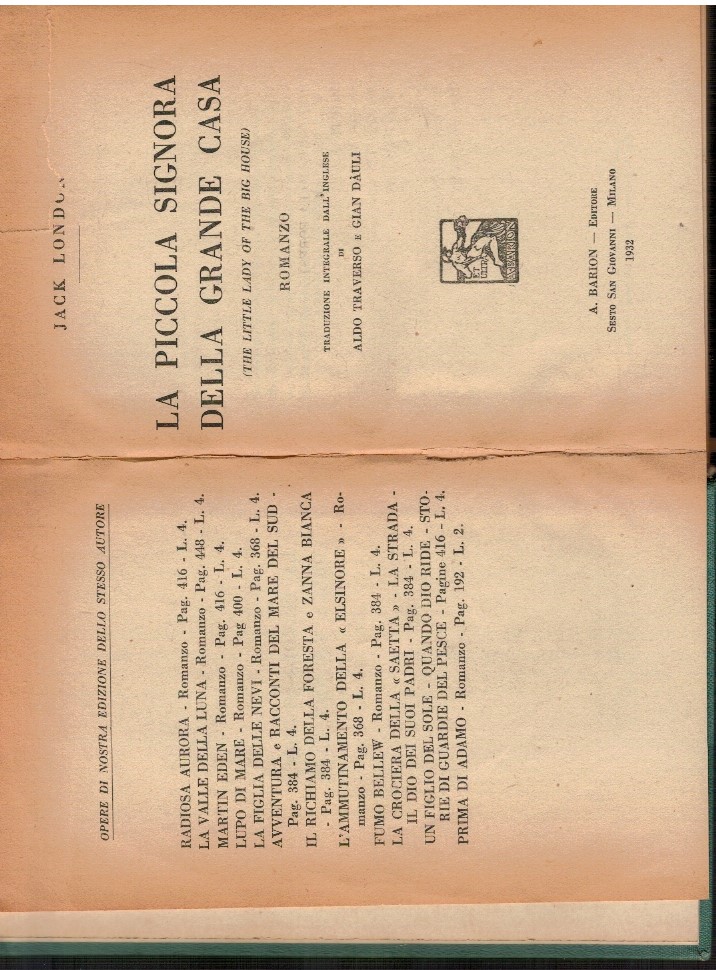 OPERE DI NOSTRA EDIZIONE DELLO STESSO AUTORE
RADIOSA AURORA - Romanzo - Pag. 416 - L. 4.
LA VALLE DELLA LUNA - Romanzo - Pag. 448 - L. 4.
MARTIN EDEN - Romanzo - Pag. 416 - L. 4.
LUPO DI MARE - Romanzo - Pag 400 - L. 4.
LA FIGLIA DELLE NEVI - Romanzo - Pag. 368 - L. 4.
AVVENTURA e RACCONTI DEL MARE DEL SUD -
Pag. 384 - L. 4.
IL RICHIAMO DELLA FORESTA e ZANNA BIANCA
- Pag. 384 - L. 4.
L'AMMUTINAMENTO DELLA « ELSINORE » - Ro-
manzo - Pag. 368 - L. 4.
FUMO BELLEW - Romanzo - Pag. 384 - L. 4.
LA CROCIERA DELLA « SAETTA » - LA STRADA -
IL DIO DEI SUOI PADRI - Pag. 384 - L. 4.
UN FIGLIO DEL SOLE - QUANDO DIO RIDE - STO-
RIE DI GUARDIE DEL PESCE - Pagine 416 - L. 4.
PRIMA DI ADAMO - Romanzo - Pag. 192 - L. 2.
JACK LONDON
LA PICCOLA SIGNORA
DELLA GRANDE CASA
(THE LITTLE LADY OF THE BIG HOUSE)
ROMANZO
TRADUZIONE INTEGRALE DALL'INGLESE
DI
ALDO TRAVERSO E GIAN DÀULI
ET
ULTRA
A. BARION
A. BARION — EDITORE
SESTO SAN GIOVANNI — MILANO
1932